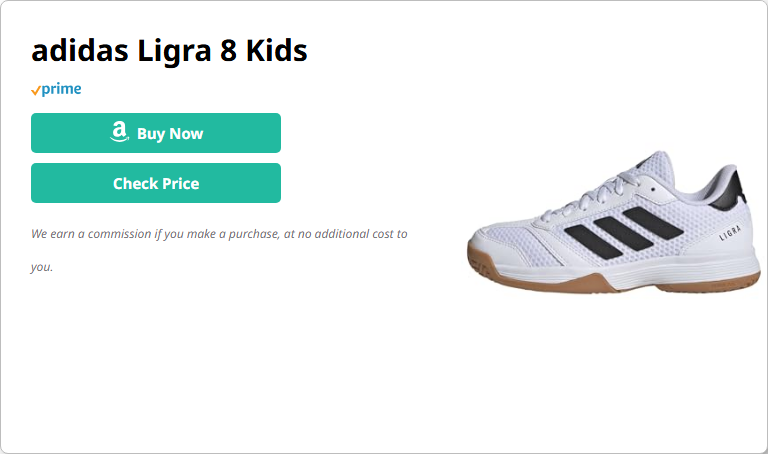 adidas Ligra 8 Kids
prime
a Buy Now
Check Price
We earn a commission if you make a purchase, at no additional cost to
you.
LIGRA